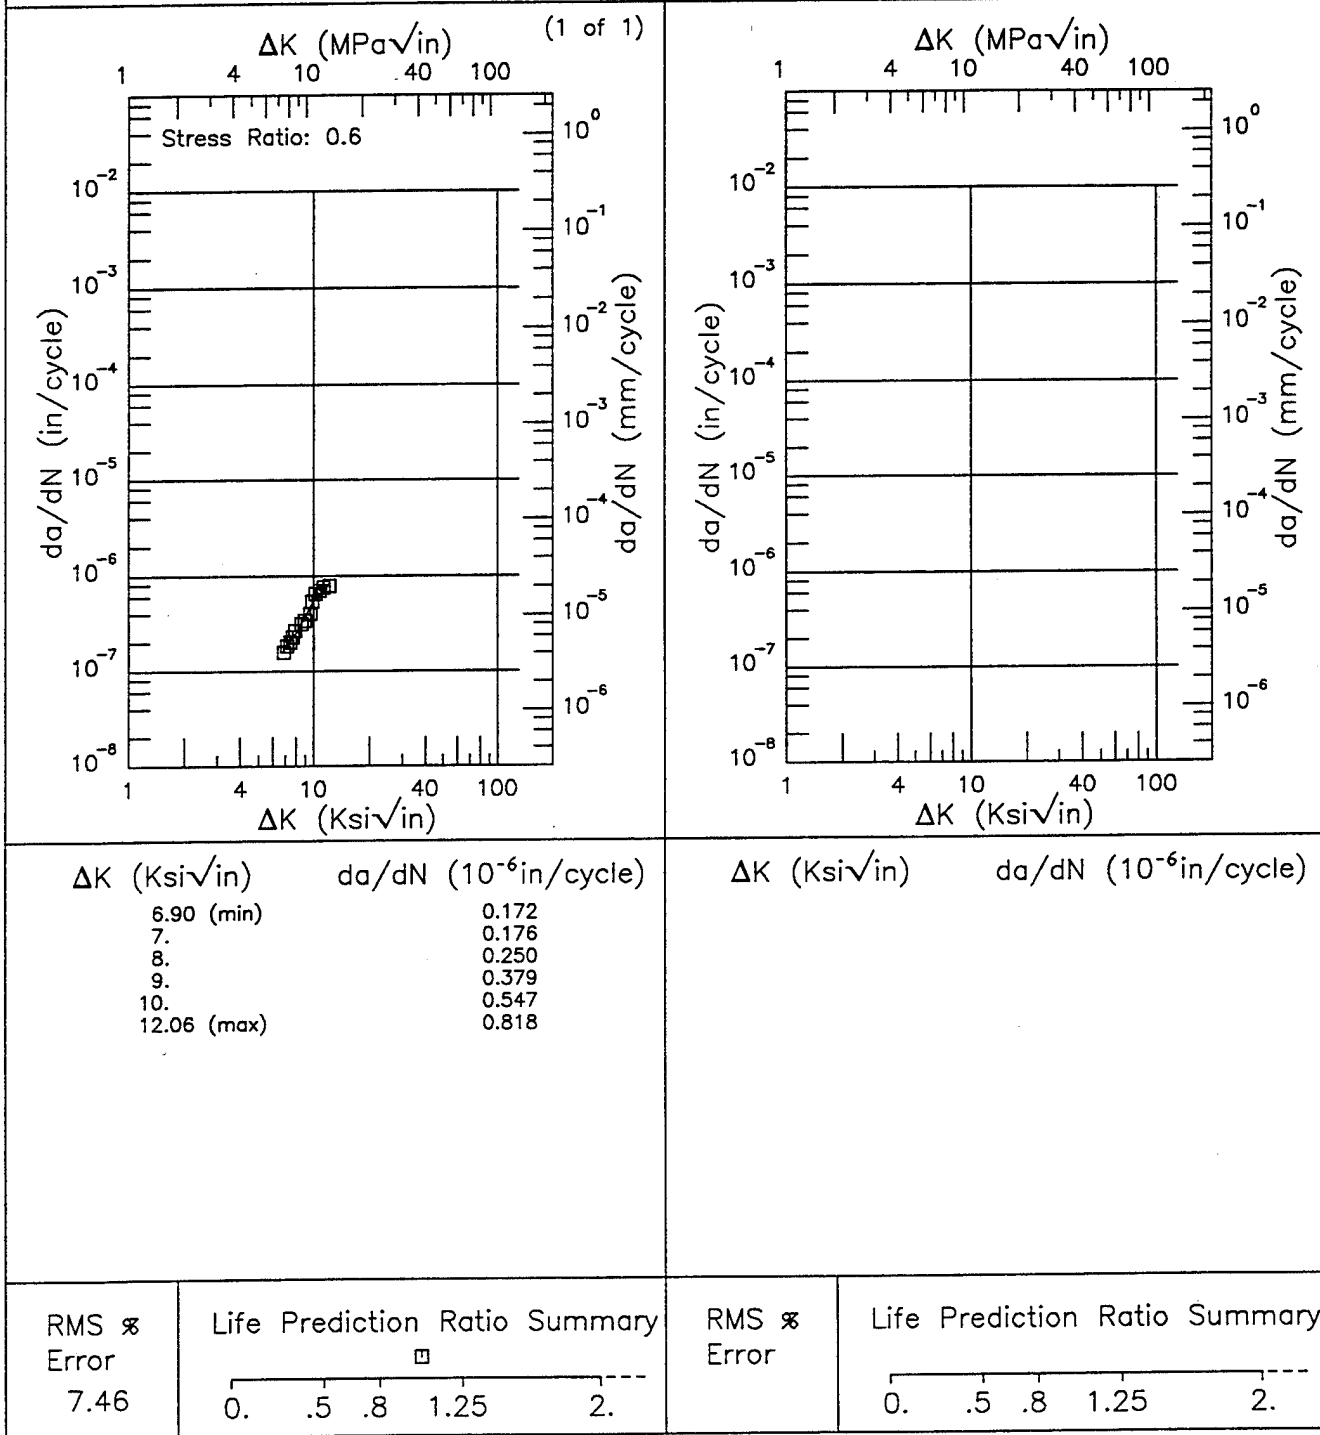 (1 of 1)
ΔK (MPa√in)
1 4 10 40 100
Stress Ratio: 0.6
da/dN (in/cycle)
10⁻²
10⁻³
10⁻⁴
10⁻⁵
10⁻⁶
10⁻⁷
10⁻⁸
10⁰
10⁻¹
10⁻²
10⁻³
10⁻⁴
10⁻⁵
10⁻⁶
da/dN (mm/cycle)
1 4 10 40 100
ΔK (Ksi√in)
ΔK (MPa√in)
1 4 10 40 100
da/dN (in/cycle)
10⁻²
10⁻³
10⁻⁴
10⁻⁵
10⁻⁶
10⁻⁷
10⁻⁸
10⁰
10⁻¹
10⁻²
10⁻³
10⁻⁴
10⁻⁵
10⁻⁶
da/dN (mm/cycle)
1 4 10 40 100
ΔK (Ksi√in)
ΔK (Ksi√in) da/dN (10⁻⁶in/cycle)
6.90 (min) 0.172
7. 0.176
8. 0.250
9. 0.379
10. 0.547
12.06 (max) 0.818
ΔK (Ksi√in) da/dN (10⁻⁶in/cycle)
RMS %
Error
7.46
Life Prediction Ratio Summary
0. .5 .8 1.25 2.
RMS %
Error
Life Prediction Ratio Summary
0. .5 .8 1.25 2.